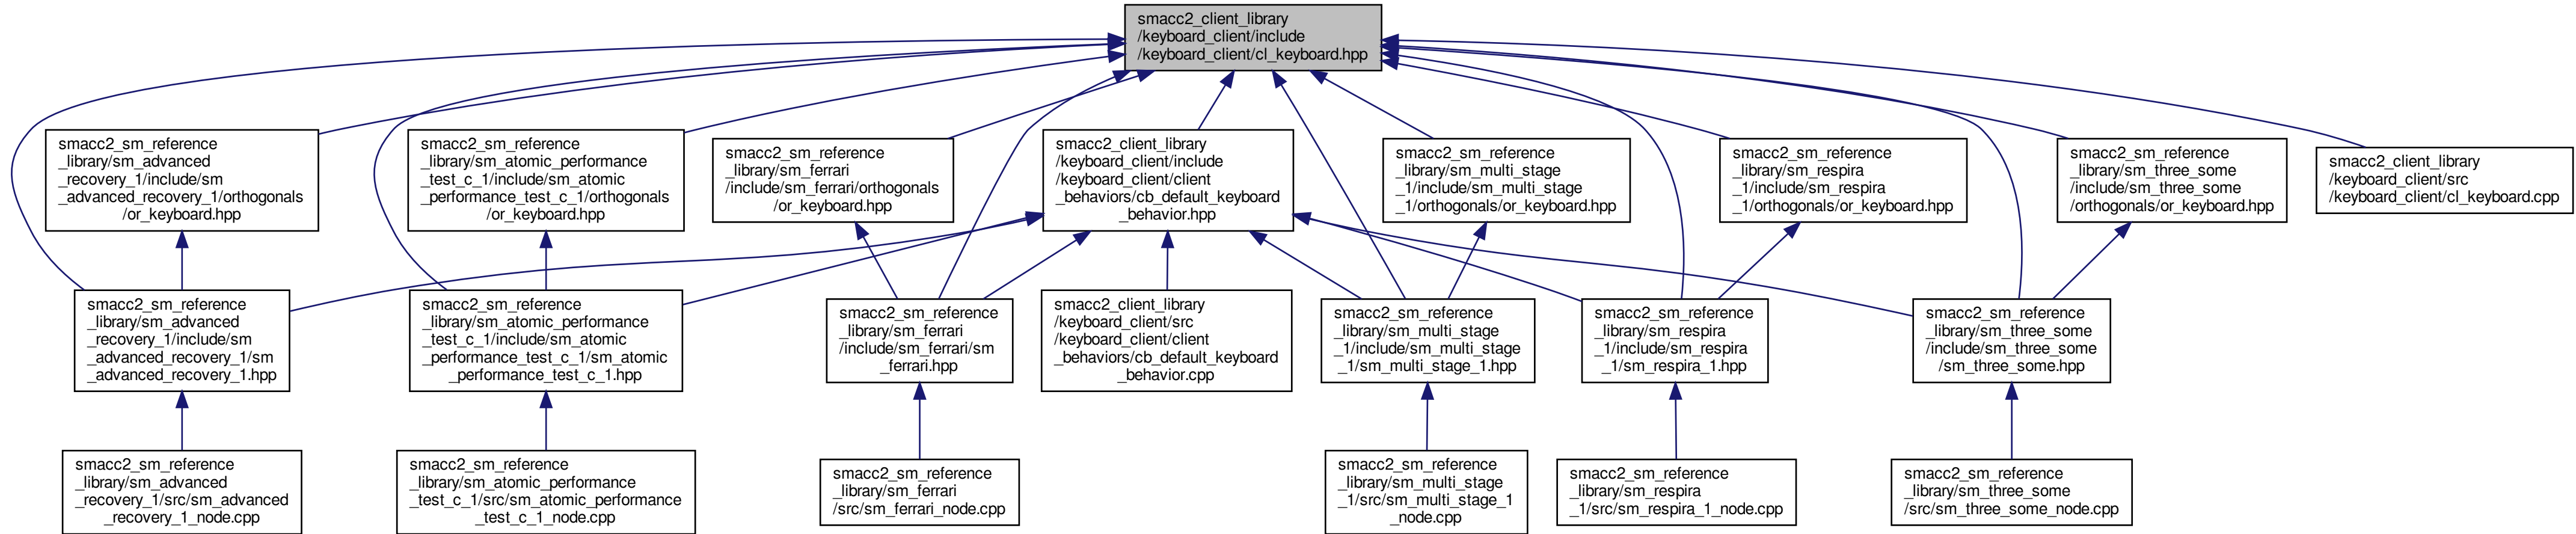 smacc2_client_library
/keyboard_client/include
/keyboard_client/cl_keyboard.hpp
smacc2_sm_reference
_library/sm_advanced
_recovery_1/include/sm
_advanced_recovery_1/orthogonals
/or_keyboard.hpp
smacc2_sm_reference
_library/sm_atomic_performance
_test_c_1/include/sm_atomic
_performance_test_c_1/orthogonals
/or_keyboard.hpp
smacc2_sm_reference
_library/sm_ferrari
/include/sm_ferrari/orthogonals
/or_keyboard.hpp
smacc2_client_library
/keyboard_client/include
/keyboard_client/client
_behaviors/cb_default_keyboard
_behavior.hpp
smacc2_sm_reference
_library/sm_multi_stage
_1/include/sm_multi_stage
_1/orthogonals/or_keyboard.hpp
smacc2_sm_reference
_library/sm_respira
_1/include/sm_respira
_1/orthogonals/or_keyboard.hpp
smacc2_sm_reference
_library/sm_three_some
/include/sm_three_some
/orthogonals/or_keyboard.hpp
smacc2_client_library
/keyboard_client/src
/keyboard_client/cl_keyboard.cpp
smacc2_sm_reference
_library/sm_advanced
_recovery_1/include/sm
_advanced_recovery_1/sm
_advanced_recovery_1.hpp
smacc2_sm_reference
_library/sm_atomic_performance
_test_c_1/include/sm_atomic
_performance_test_c_1/sm_atomic
_performance_test_c_1.hpp
smacc2_sm_reference
_library/sm_ferrari
/include/sm_ferrari/sm
_ferrari.hpp
smacc2_client_library
/keyboard_client/src
/keyboard_client/client
_behaviors/cb_default_keyboard
_behavior.cpp
smacc2_sm_reference
_library/sm_multi_stage
_1/include/sm_multi_stage
_1/sm_multi_stage_1.hpp
smacc2_sm_reference
_library/sm_respira
_1/include/sm_respira
_1/sm_respira_1.hpp
smacc2_sm_reference
_library/sm_three_some
/include/sm_three_some
/sm_three_some.hpp
smacc2_sm_reference
_library/sm_advanced
_recovery_1/src/sm_advanced
_recovery_1_node.cpp
smacc2_sm_reference
_library/sm_atomic_performance
_test_c_1/src/sm_atomic_performance
_test_c_1_node.cpp
smacc2_sm_reference
_library/sm_ferrari
/src/sm_ferrari_node.cpp
smacc2_sm_reference
_library/sm_multi_stage
_1/src/sm_multi_stage_1
_node.cpp
smacc2_sm_reference
_library/sm_respira
_1/src/sm_respira_1_node.cpp
smacc2_sm_reference
_library/sm_three_some
/src/sm_three_some_node.cpp